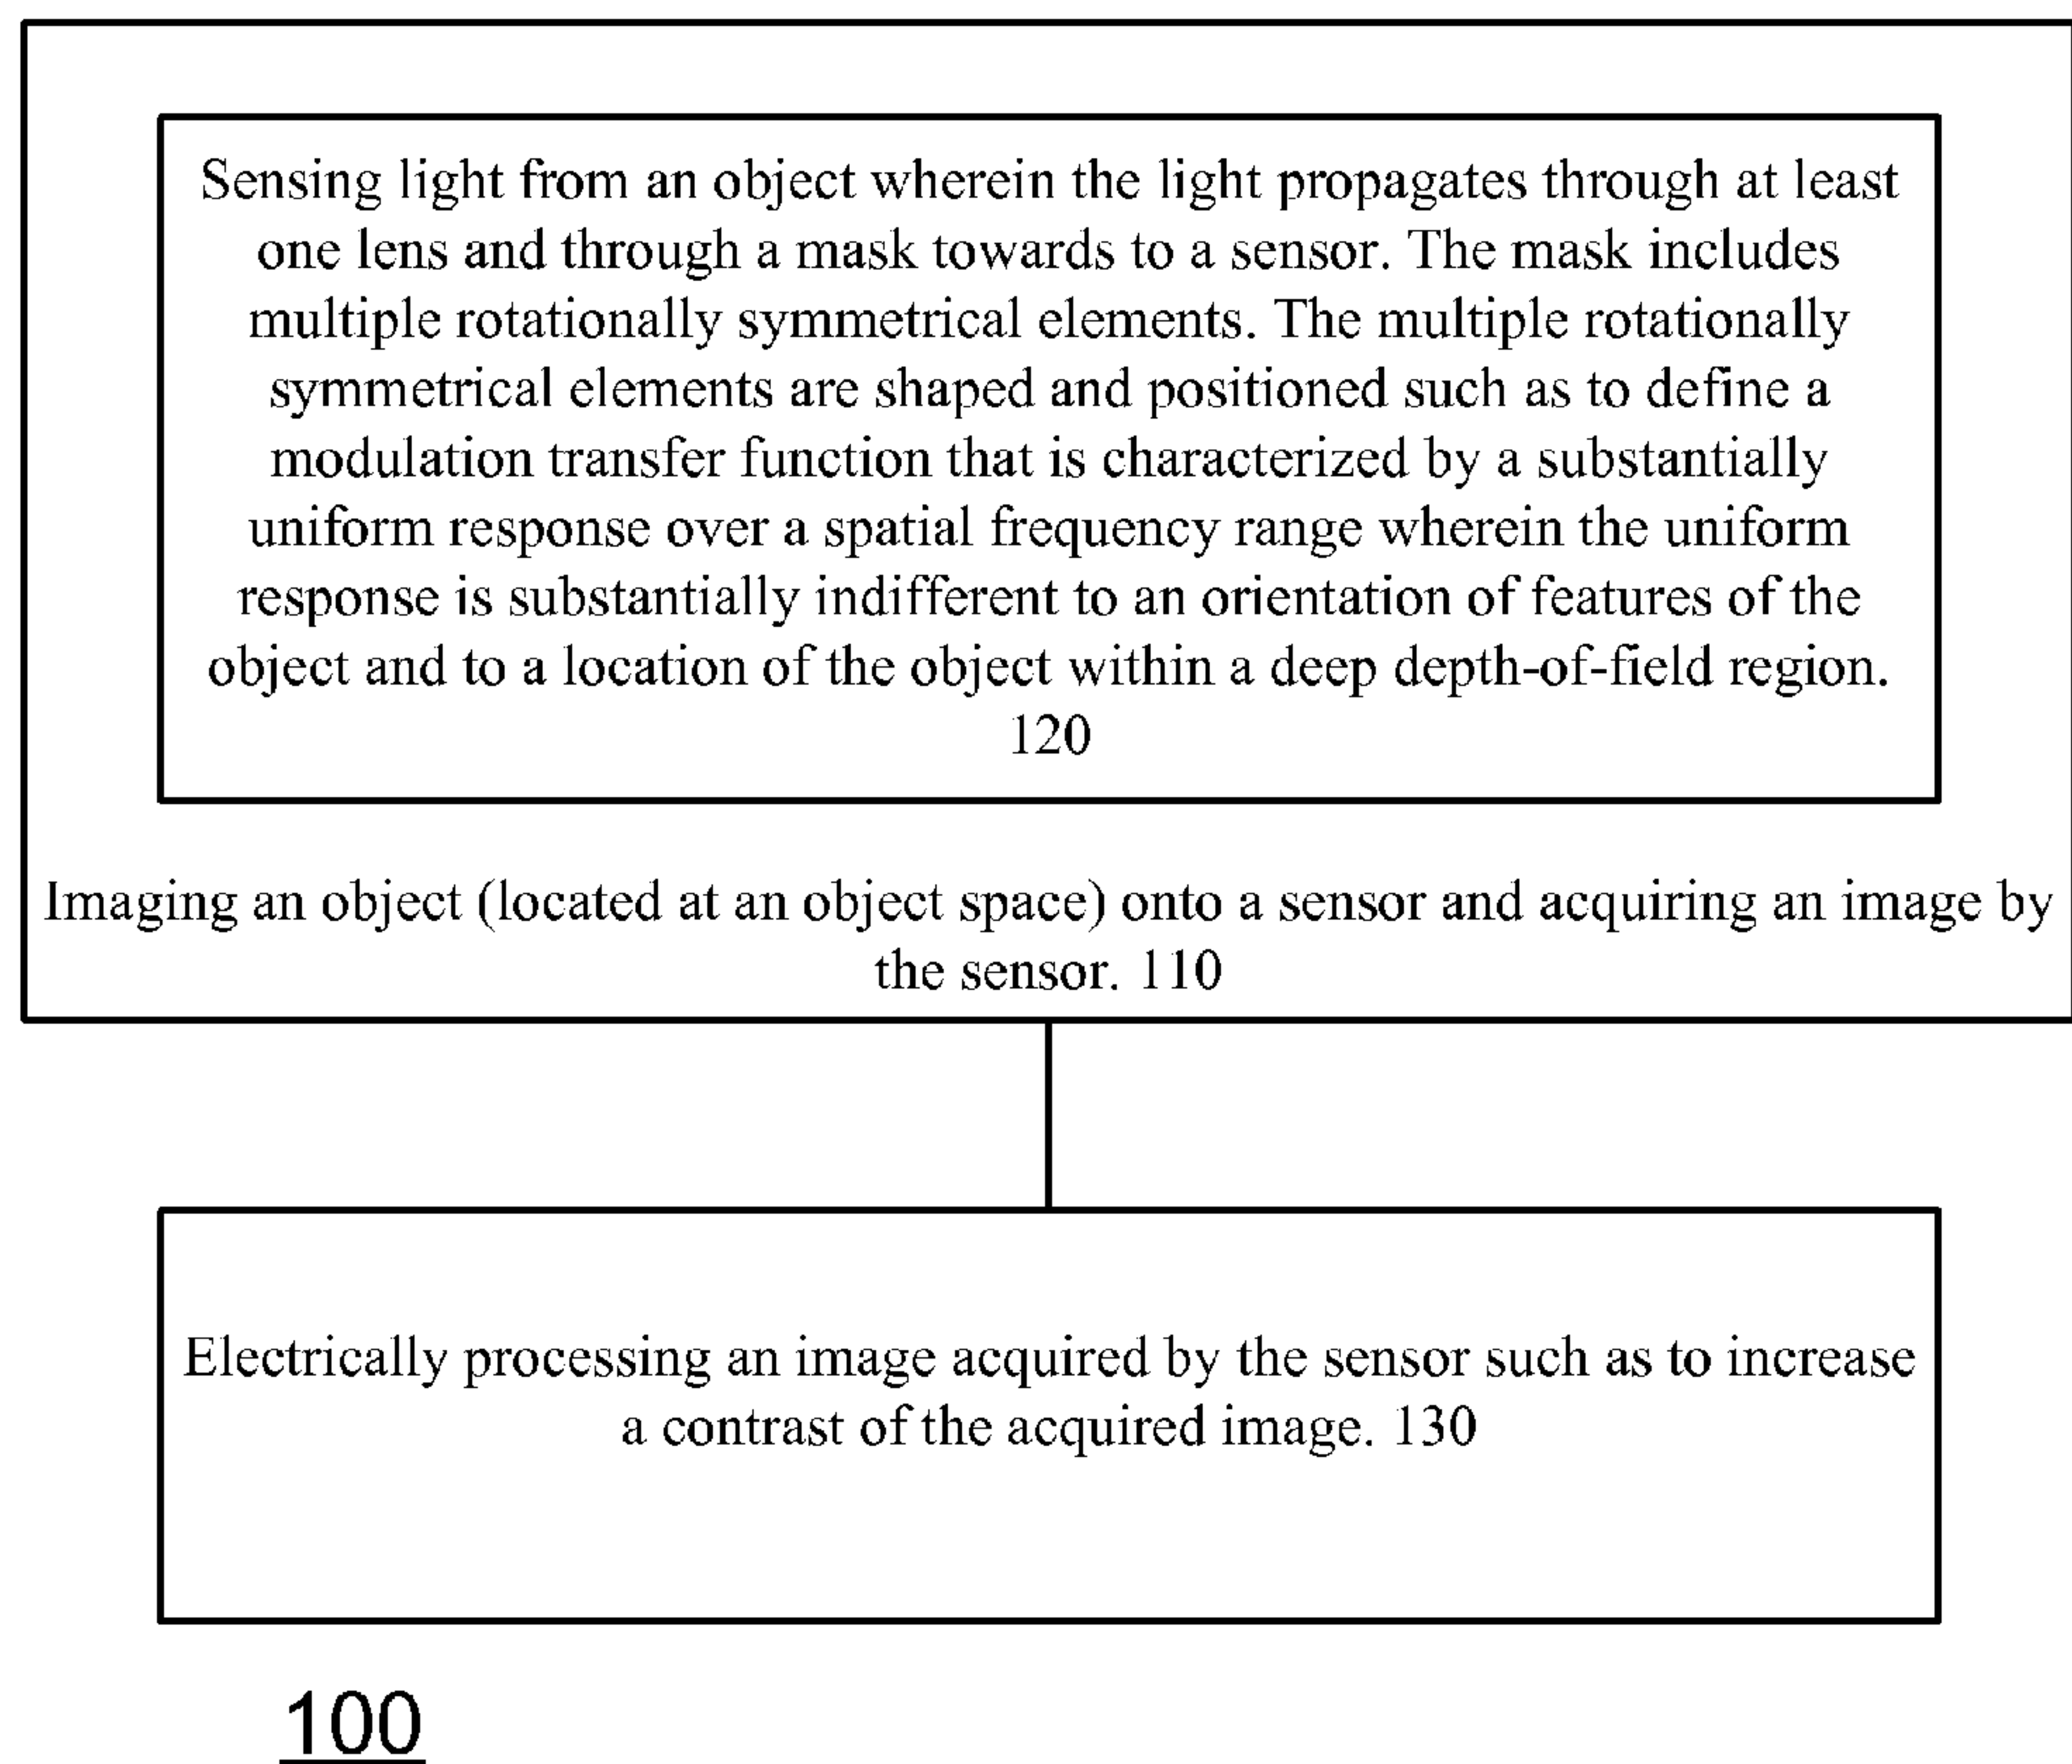 Sensing light from an object wherein the light propagates through at least
one lens and through a mask towards to a sensor. The mask includes
multiple rotationally symmetrical elements. The multiple rotationally
symmetrical elements are shaped and positioned such as to define a
modulation transfer function that is characterized by a substantially
uniform response over a spatial frequency range wherein the uniform
response is substantially indifferent to an orientation of features of the
object and to a location of the object within a deep depth-of-field region.
120
Imaging an object (located at an object space) onto a sensor and acquiring an image by
the sensor. 110
Electrically processing an image acquired by the sensor such as to increase
a contrast of the acquired image. 130
100